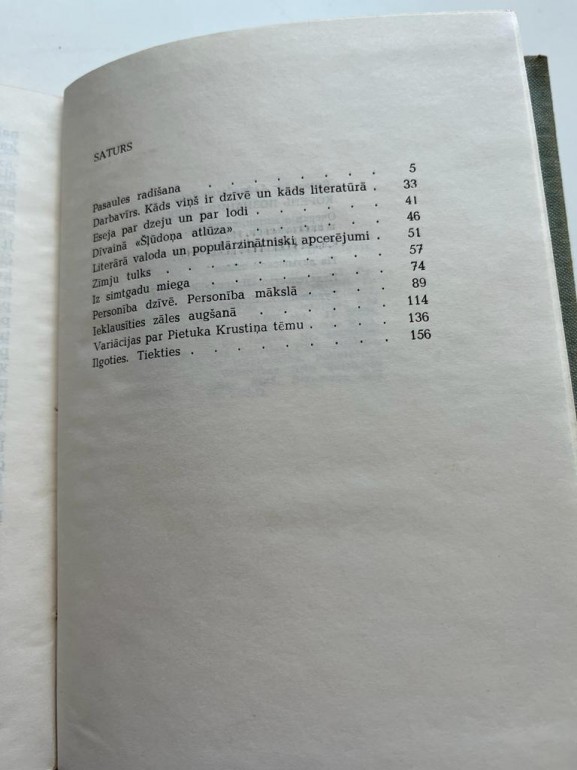 SATURS
Pasaules radīšana . . . . . . . . 5
Darbavīrs. Kāds viņš ir dzīvē un kāds literatūrā . 33
Eseja par dzeju un par lodi . . . . . 41
Dīvainā «Šļūdoņa atlūza» . . . . . . 46
Literārā valoda un populārzinātniski apcerējumi . 51
Zīmju tulks . . . . . . . . . 57
Iz simtgadu miega . . . . . . . . 74
Personība dzīvē. Personība mākslā . . . . 89
Ieklausīties zāles augšanā . . . . . . 114
Variācijas par Pietuka Krustiņa tēmu . . . . 136
Ilgoties. Tiekties . . . . . . . . . 156